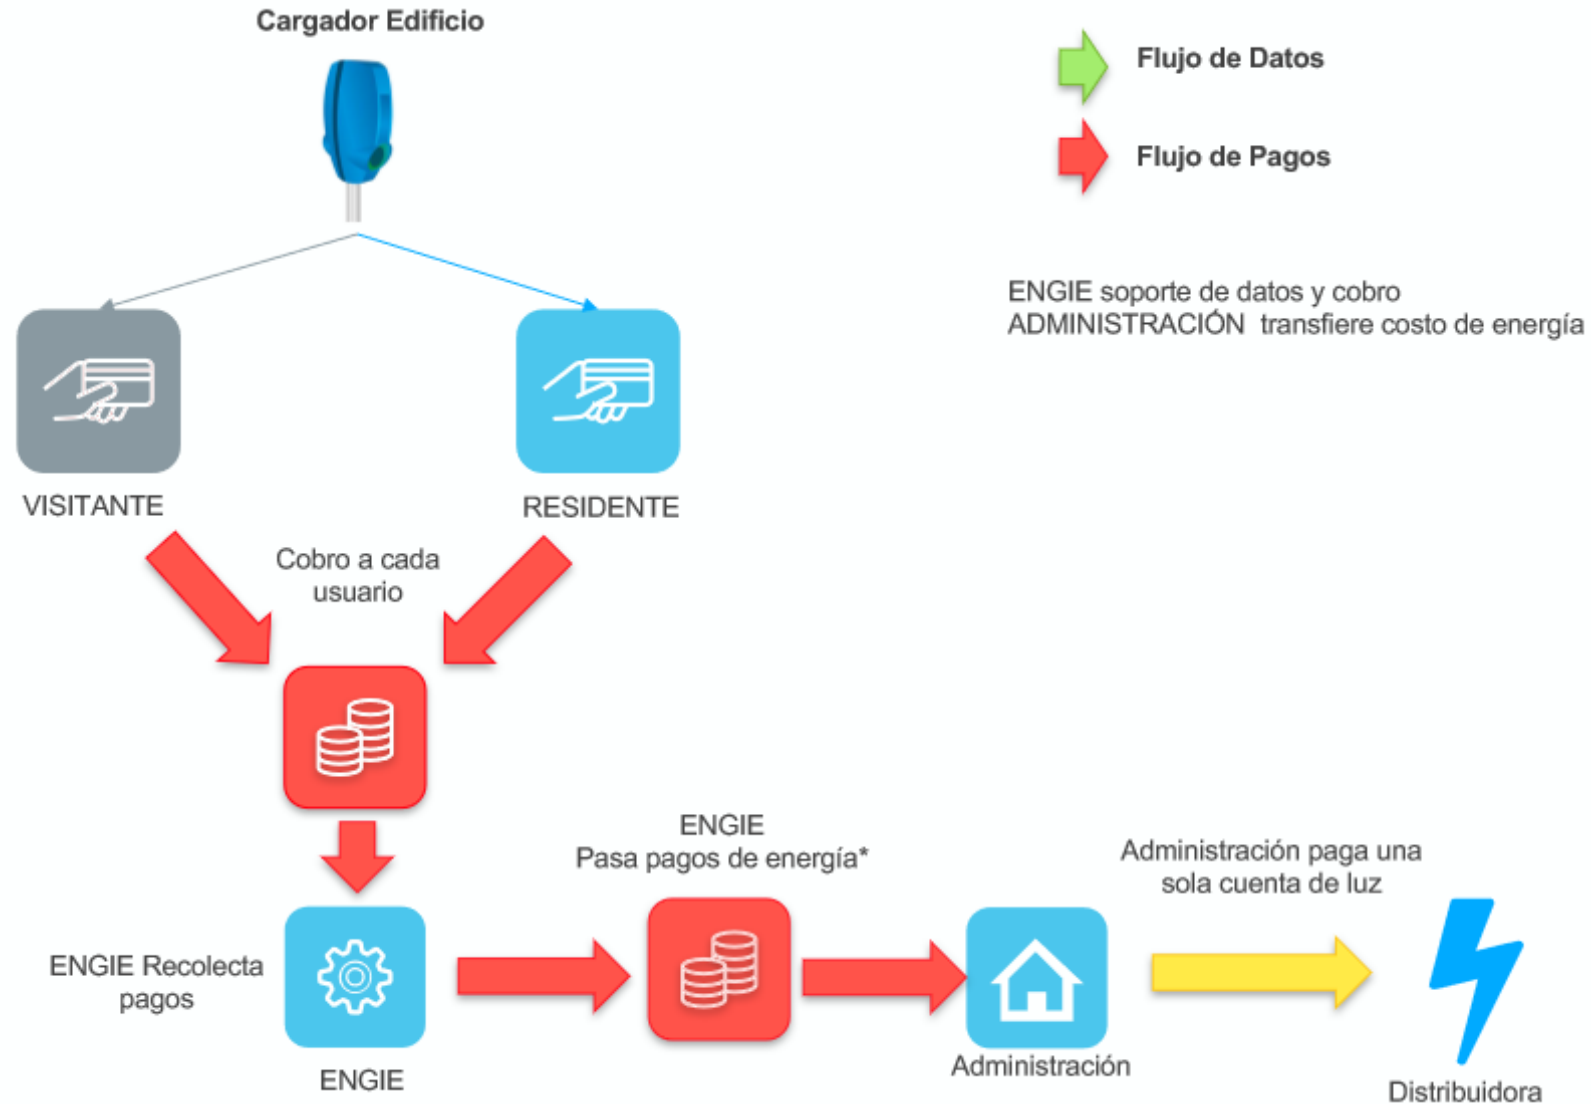 Cargador Edificio
Flujo de Datos
Flujo de Pagos
ENGIE soporte de datos y cobro
ADMINISTRACIÓN  transfiere costo de energía
VISITANTE
RESIDENTE
Cobro a cada
usuario
ENGIE
Pasa pagos de energía*
Administración paga una
sola cuenta de luz
ENGIE Recolecta
pagos
ENGIE
Administración
Distribuidora